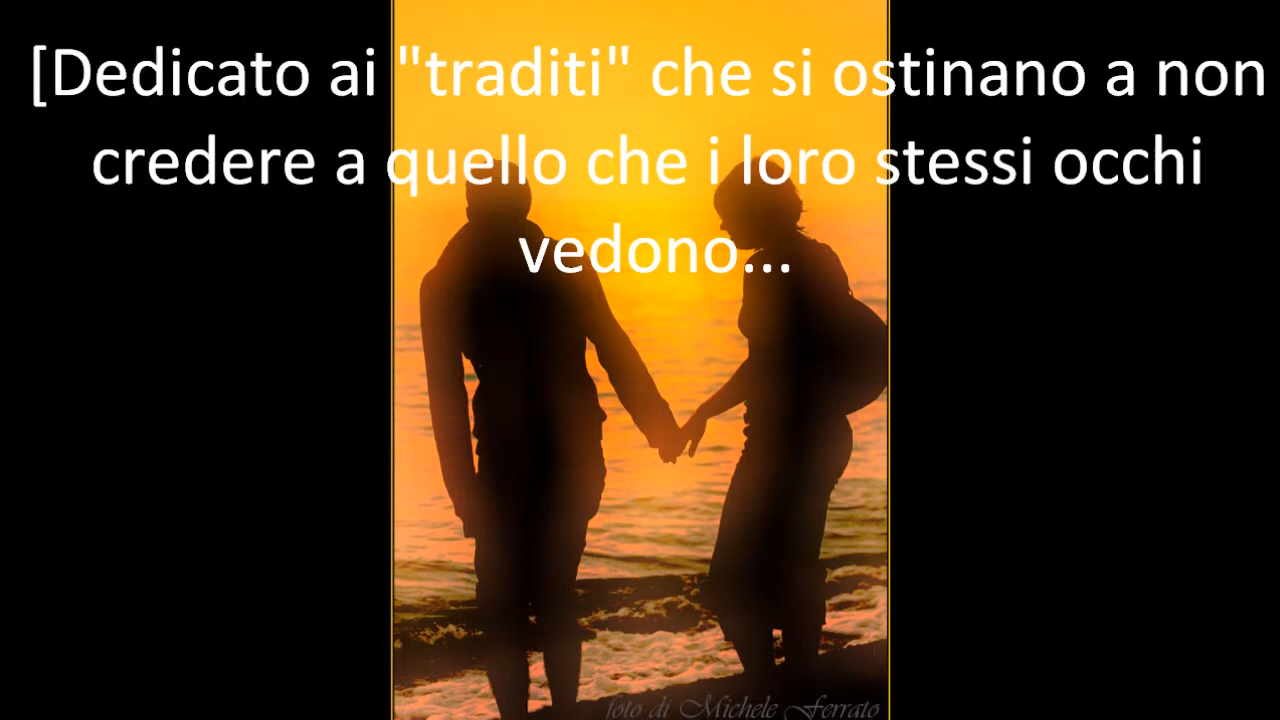 [Dedicato ai "traditi" che si ostinano a non
credere a quello che i loro stessi occhi
vedono...
foto di Michele Ferrato